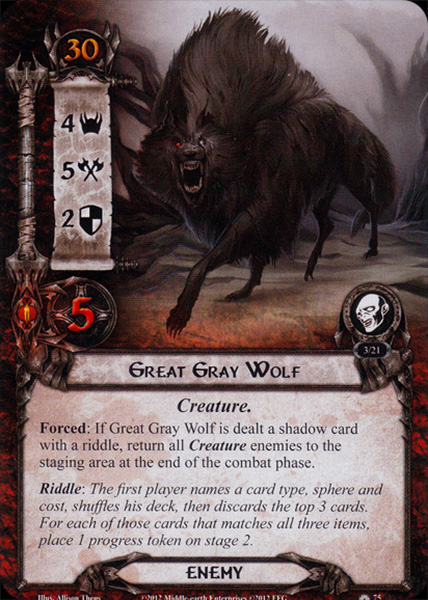 30
4
5
2
5
3/21
Great Gray Wolf
Creature.
Forced: If Great Gray Wolf is dealt a shadow card
with a riddle, return all Creature enemies to the
staging area at the end of the combat phase.
Riddle: The first player names a card type, sphere and
cost, shuffles his deck, then discards the top 3 cards.
For each of those cards that matches all three items,
place 1 progress token on stage 2.
ENEMY
Illus. Allison Theus ©2012 Middle-earth Enterprises ©2012 FFG 75